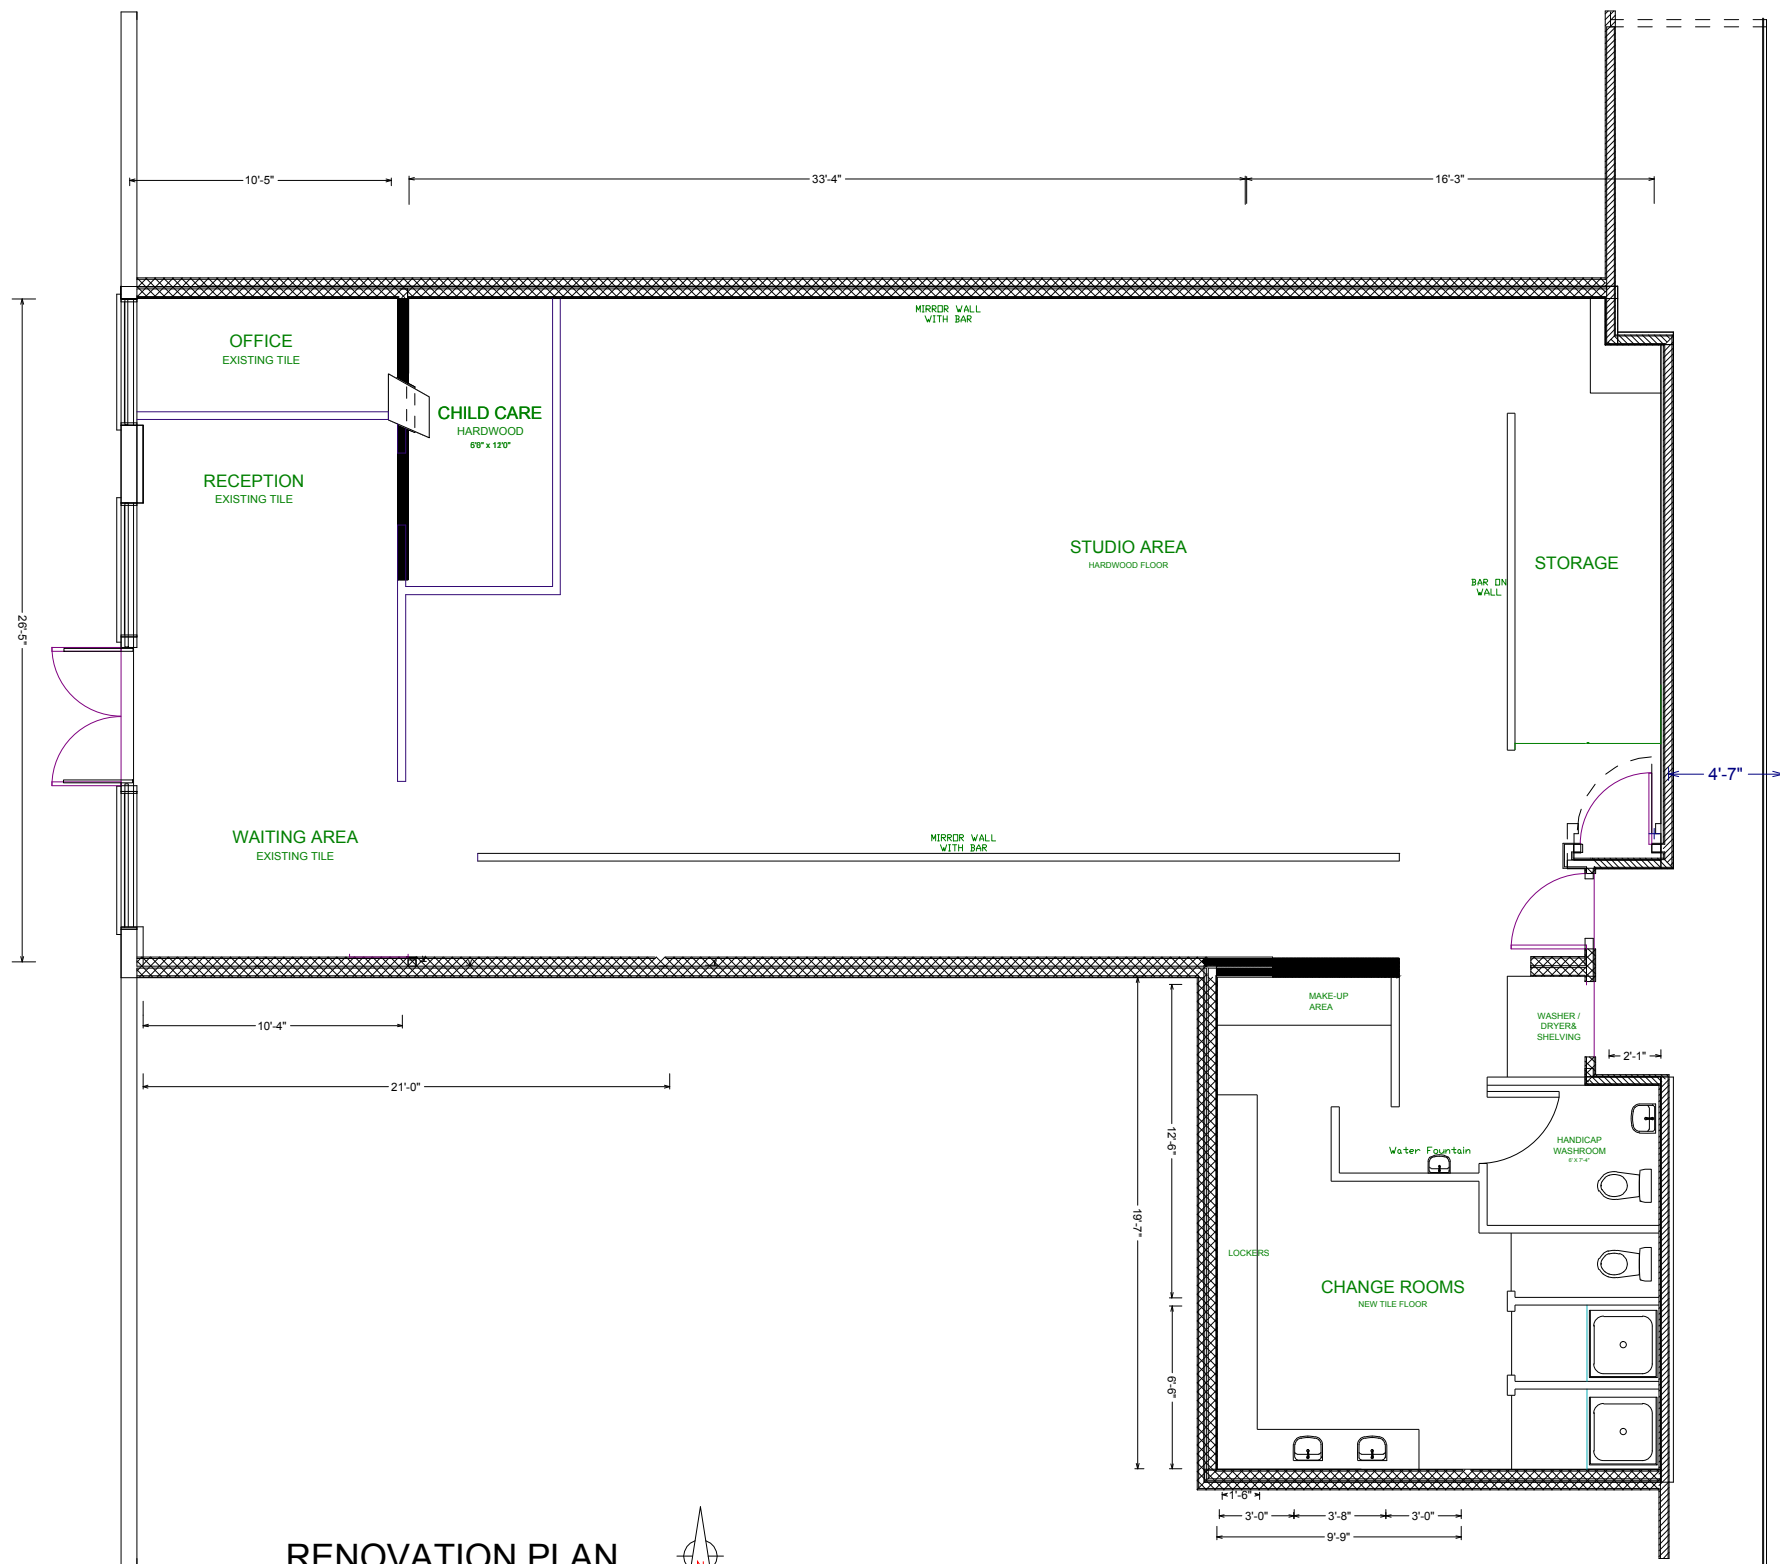 10'-5"
33'-4"
16'-3"
MIRROR WALL
WITH BAR
OFFICE
EXISTING TILE
CHILD CARE
HARDWOOD
6'8" x 12'0"
RECEPTION
EXISTING TILE
STUDIO AREA
HARDWOOD FLOOR
STORAGE
BAR ON
WALL
26'-5"
4'-7"
WAITING AREA
EXISTING TILE
MIRROR WALL
WITH BAR
MAKE-UP
AREA
WASHER /
DRYER&
SHELVING
10'-4"
2'-1"
21'-0"
12'-6"
Water Fountain
HANDICAP
WASHROOM
6' X 7'-4"
19'-7"
LOCKERS
CHANGE ROOMS
NEW TILE FLOOR
6'-6"
1'-6"
3'-0"
3'-8"
3'-0"
9'-9"
RENOVATION PLAN
N